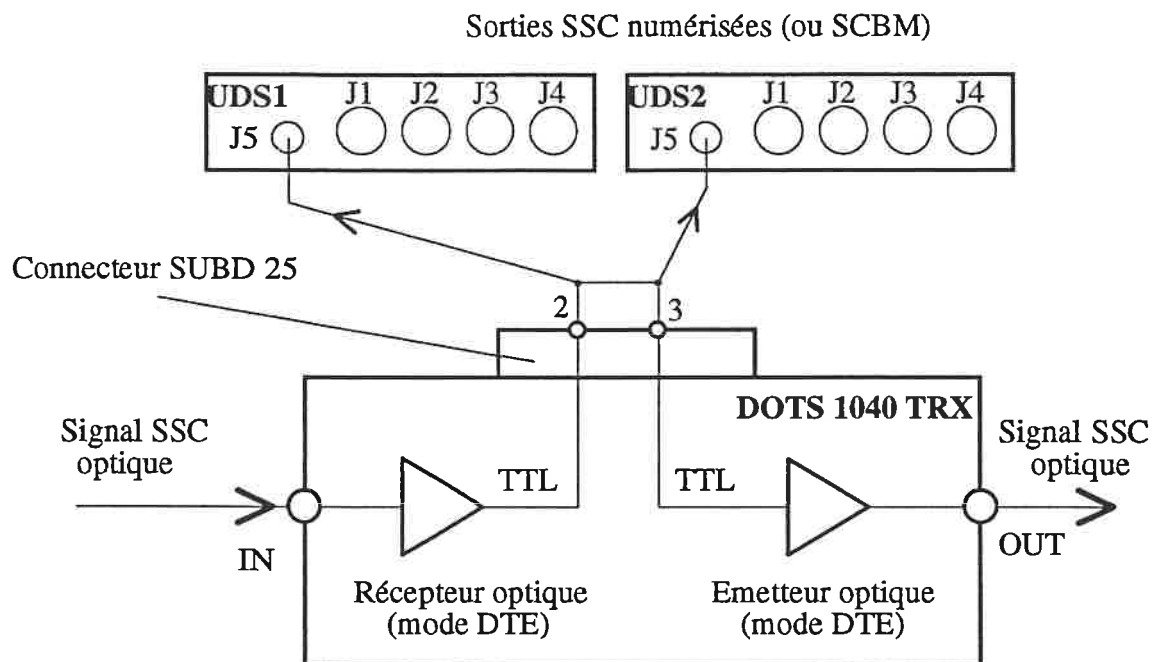 Sorties SSC numérisées (ou SCBM)
UDS1 J1 J2 J3 J4
J5
UDS2 J1 J2 J3 J4
J5
Connecteur SUBD 25
2 3
DOTS 1040 TRX
Signal SSC
optique
TTL TTL
Signal SSC
optique
IN
OUT
Récepteur optique
(mode DTE)
Emetteur optique
(mode DTE)